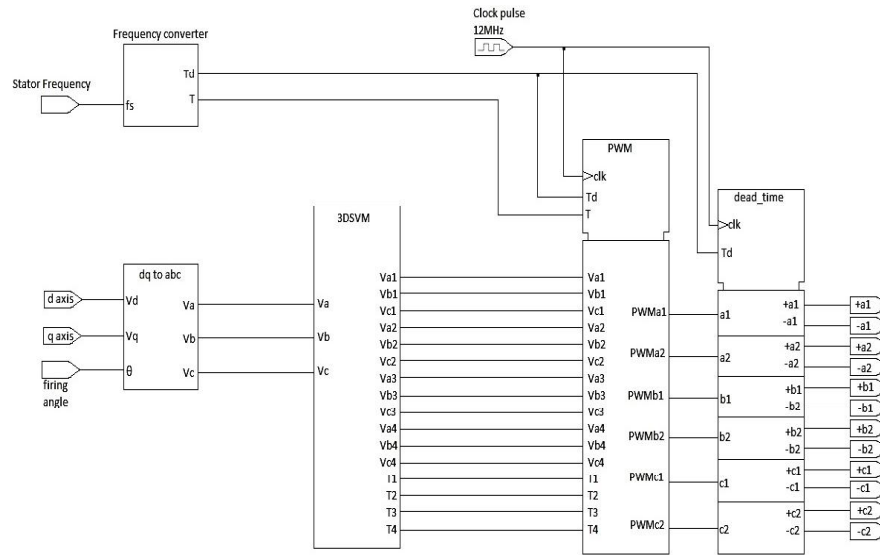 Clock pulse
12MHz
Frequency converter
Stator Frequency
fs
Td
T
PWM
clk
Td
T
dead_time
clk
Td
dq to abc
d axis
q axis
firing
angle
Vd
Vq
θ
Va
Vb
Vc
3DSVM
Va
Vb
Vc
Va1
Vb1
Vc1
Va2
Vb2
Vc2
Va3
Vb3
Vc3
Va4
Vb4
Vc4
T1
T2
T3
T4
Va1
Vb1
Vc1
Va2
Vb2
Vc2
Va3
Vb3
Vc3
Va4
Vb4
Vc4
T1
T2
T3
T4
PWMa1
PWMa2
PWMb1
PWMb2
PWMc1
PWMc2
a1
a2
b1
b2
c1
c2
+a1
-a1
+a2
-a2
+b1
-b2
+b2
-b2
+c1
-c1
+c2
-c2
+a1
-a1
+a2
-a2
+b1
-b1
+b2
-b2
+c1
-c1
+c2
-c2